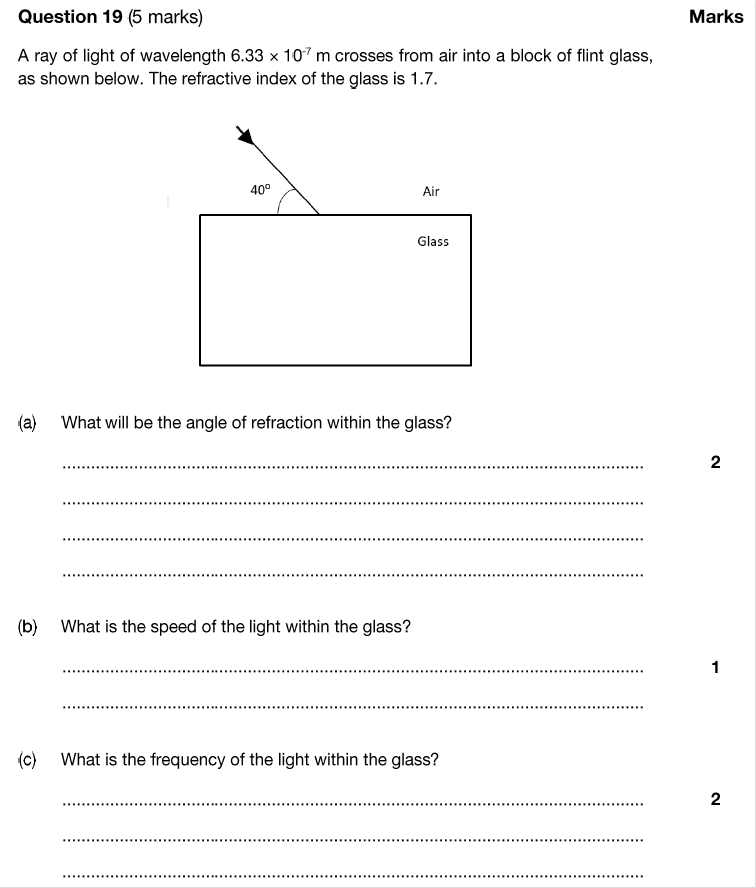 Question 19 (5 marks) Marks
A ray of light of wavelength 6.33 × 10⁻⁷ m crosses from air into a block of flint glass,
as shown below. The refractive index of the glass is 1.7.
40°
Air
Glass
(a) What will be the angle of refraction within the glass?
2
(b) What is the speed of the light within the glass?
1
(c) What is the frequency of the light within the glass?
2